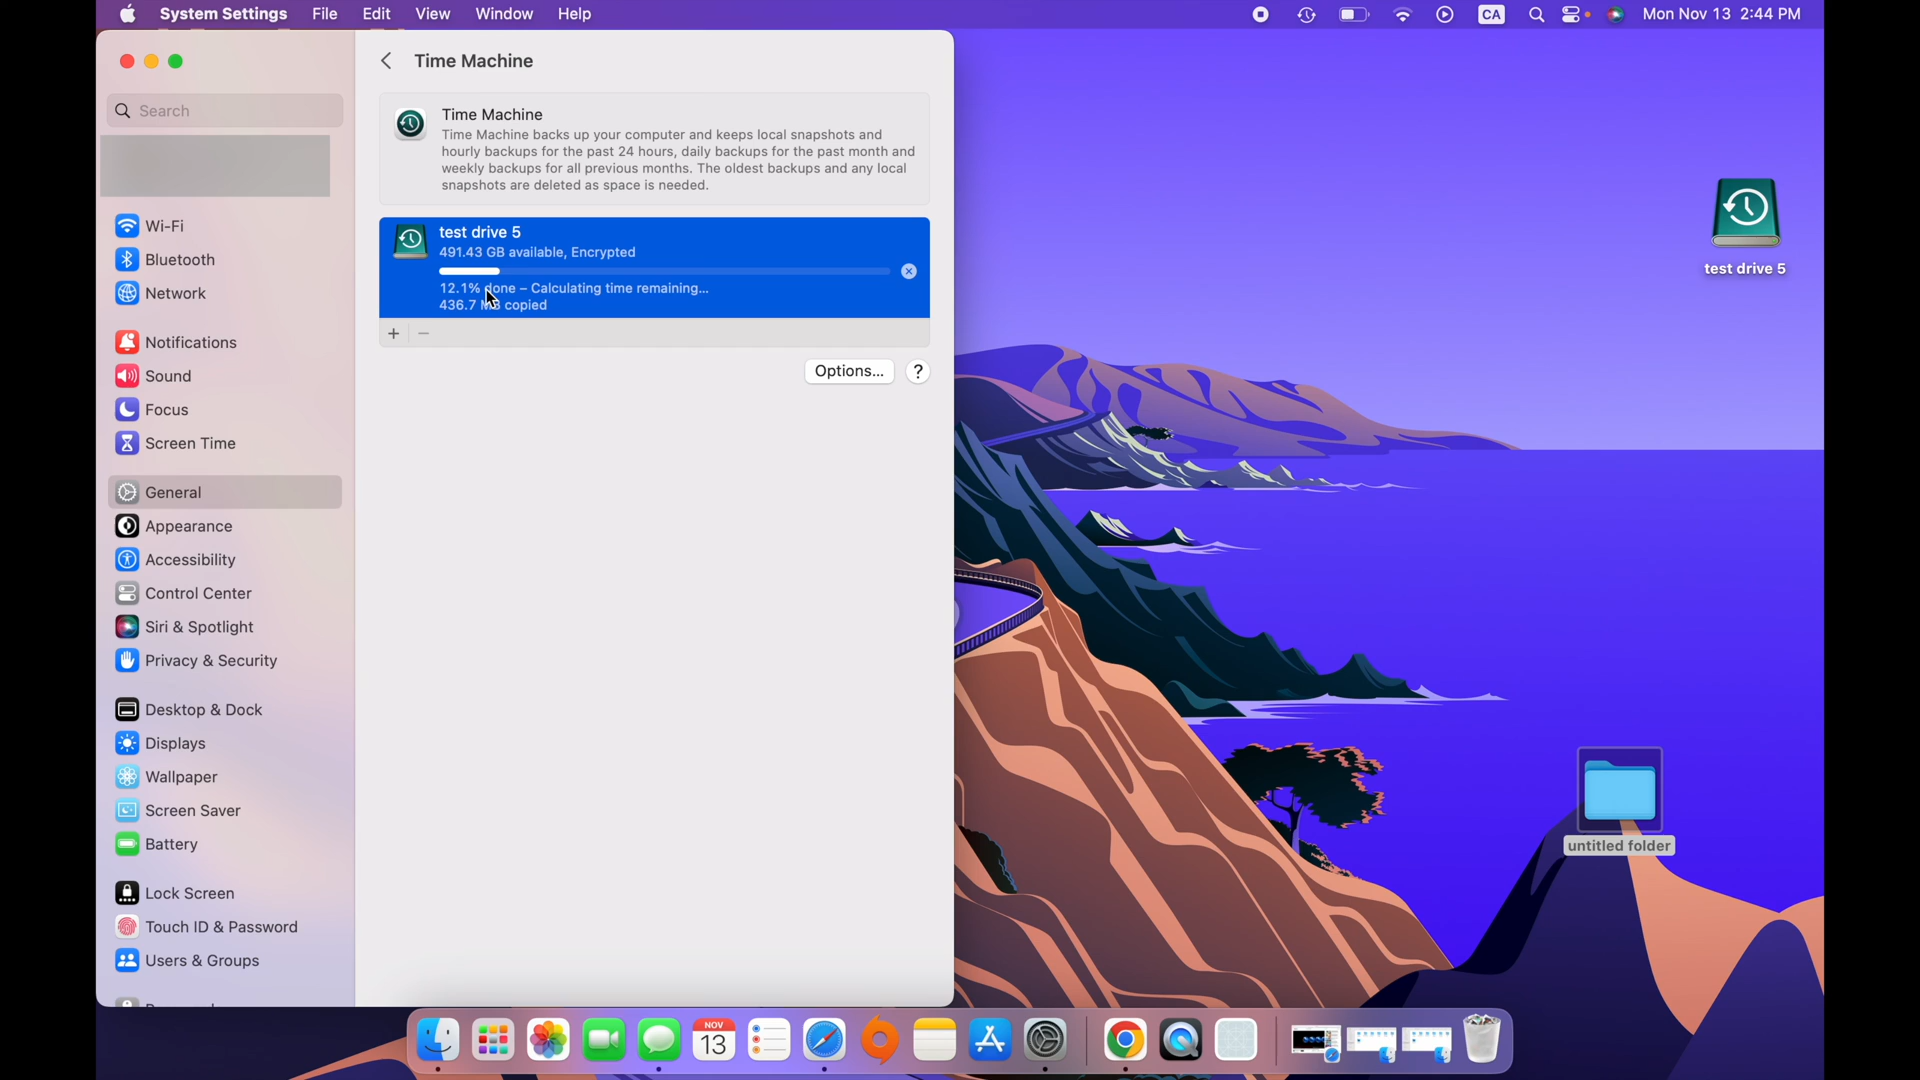 System Settings File Edit View Window Help
CA Mon Nov 13 2:44 PM
Search
Wi-Fi
Bluetooth
Network
Notifications
Sound
Focus
Screen Time
General
Appearance
Accessibility
Control Center
Siri & Spotlight
Privacy & Security
Desktop & Dock
Displays
Wallpaper
Screen Saver
Battery
Lock Screen
Touch ID & Password
Users & Groups
Time Machine
Time Machine
Time Machine backs up your computer and keeps local snapshots and
hourly backups for the past 24 hours, daily backups for the past month and
weekly backups for all previous months. The oldest backups and any local
snapshots are deleted as space is needed.
test drive 5
491.43 GB available, Encrypted
12.1% done – Calculating time remaining...
436.7 MB copied
+ −
Options... ?
test drive 5
untitled folder
NOV
13